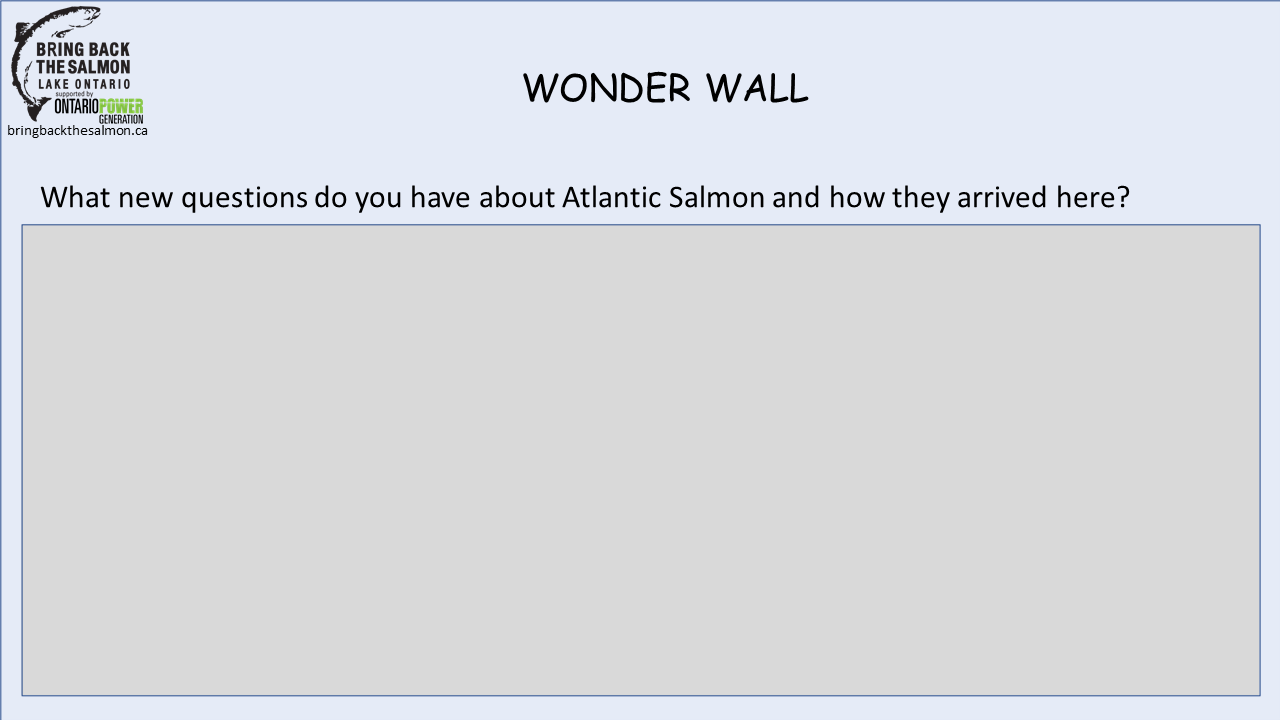 BRING BACK
THE SALMON
LAKE ONTARIO
supported by
ONTARIOPOWER
GENERATION
bringbackthesalmon.ca
WONDER WALL
What new questions do you have about Atlantic Salmon and how they arrived here?